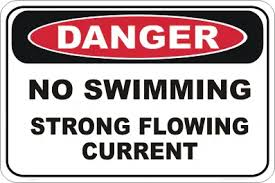 DANGER
NO SWIMMING
STRONG FLOWING
CURRENT